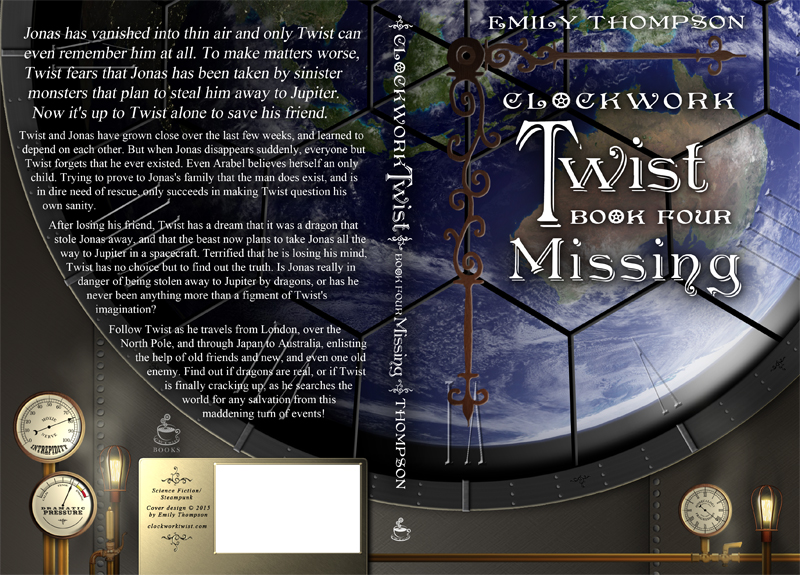 Jonas has vanished into thin air and only Twist can
even remember him at all. To make matters worse,
Twist fears that Jonas has been taken by sinister
monsters that plan to steal him away to Jupiter.
Now it's up to Twist alone to save his friend.
Twist and Jonas have grown close over the last few weeks, and learned to
depend on each other. But when Jonas disappears suddenly, everyone but
Twist forgets that he ever existed. Even Arabel believes herself an only
child. Trying to prove to Jonas's family that the man does exist, and is
in dire need of rescue, only succeeds in making Twist question his
own sanity.
After losing his friend, Twist has a dream that it was a dragon that
stole Jonas away, and that the beast now plans to take Jonas all the
way to Jupiter in a spacecraft. Terrified that he is losing his mind,
Twist has no choice but to find out the truth. Is Jonas really in
danger of being stolen away to Jupiter by dragons, or has he
never been anything more than a figment of Twist's
imagination?
Follow Twist as he travels from London, over the
North Pole, and through Japan to Australia, enlisting
the help of old friends and new, and even one old
enemy. Find out if dragons are real, or if Twist
is finally cracking up, as he searches the
world for any salvation from this
maddening turn of events!
INTREPIDITY
DRAMATIC
PRESSURE
BOOKS
Science Fiction/
Steampunk
Cover design © 2013
by Emily Thompson
clockworktwist.com
CLOCKWORK
Twist
BOOK FOUR
Missing
THOMPSON
EMILY THOMPSON
CLOCKWORK
Twist
BOOK FOUR
Missing